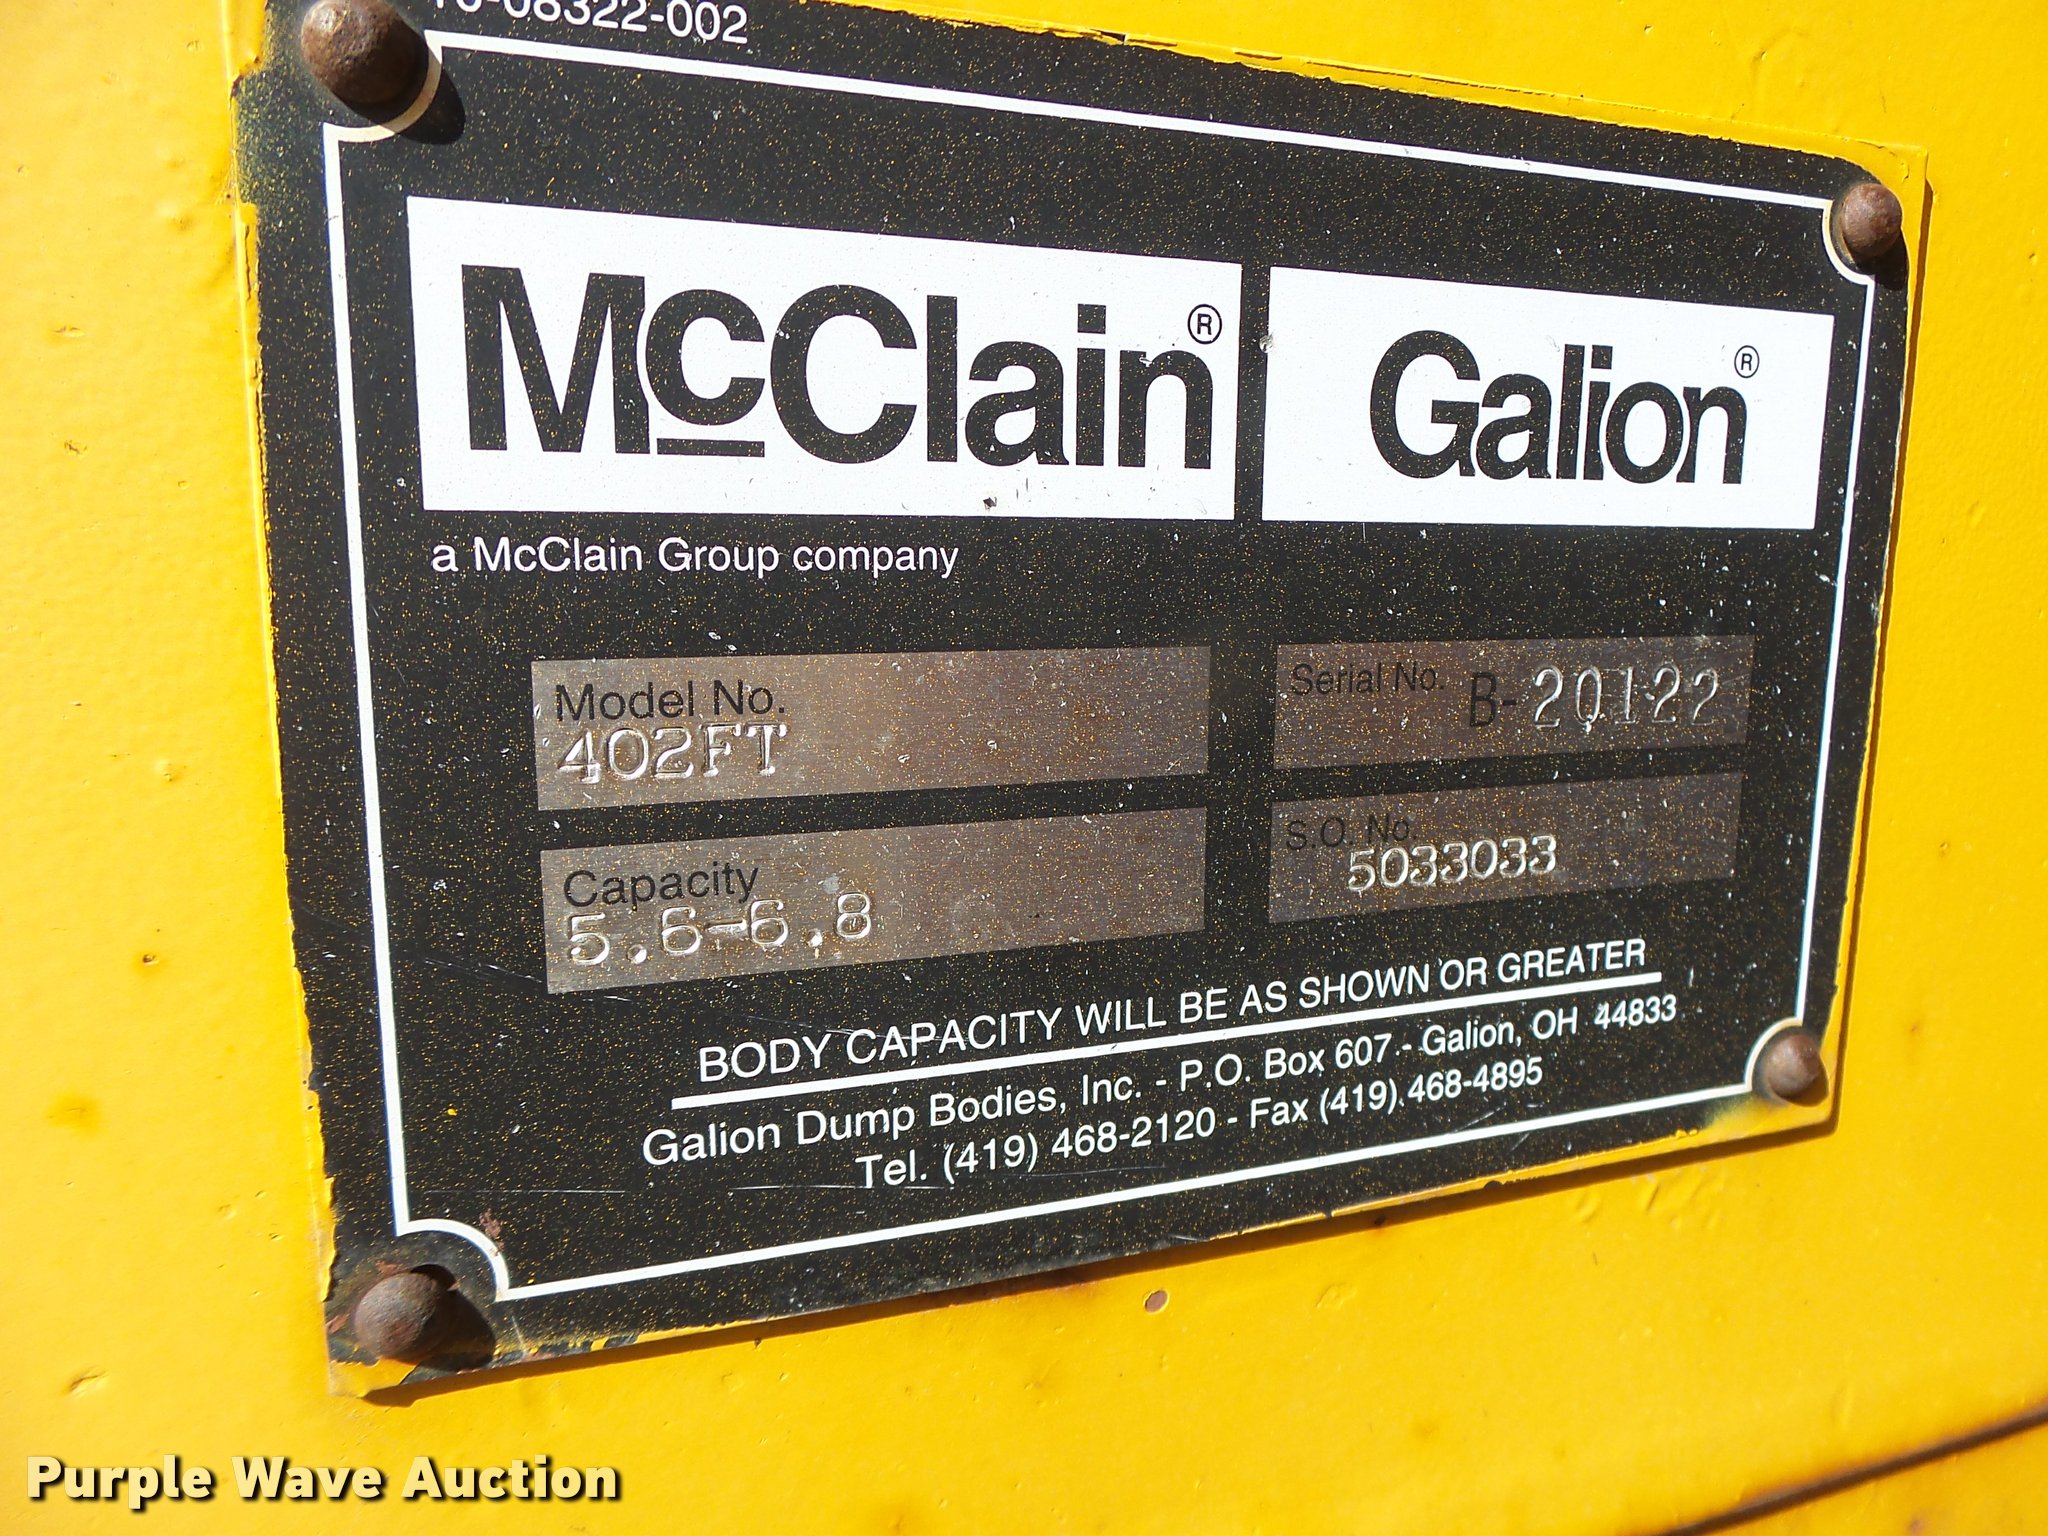 McClain® Galion®
a McClain Group company
Model No. 402FT
Serial No. B-20122
Capacity 5.6-6.8
S.O. No. 5033033
BODY CAPACITY WILL BE AS SHOWN OR GREATER
Galion Dump Bodies, Inc. - P.O. Box 607 - Galion, OH 44833
Tel. (419) 468-2120 - Fax (419) 468-4895
Purple Wave Auction